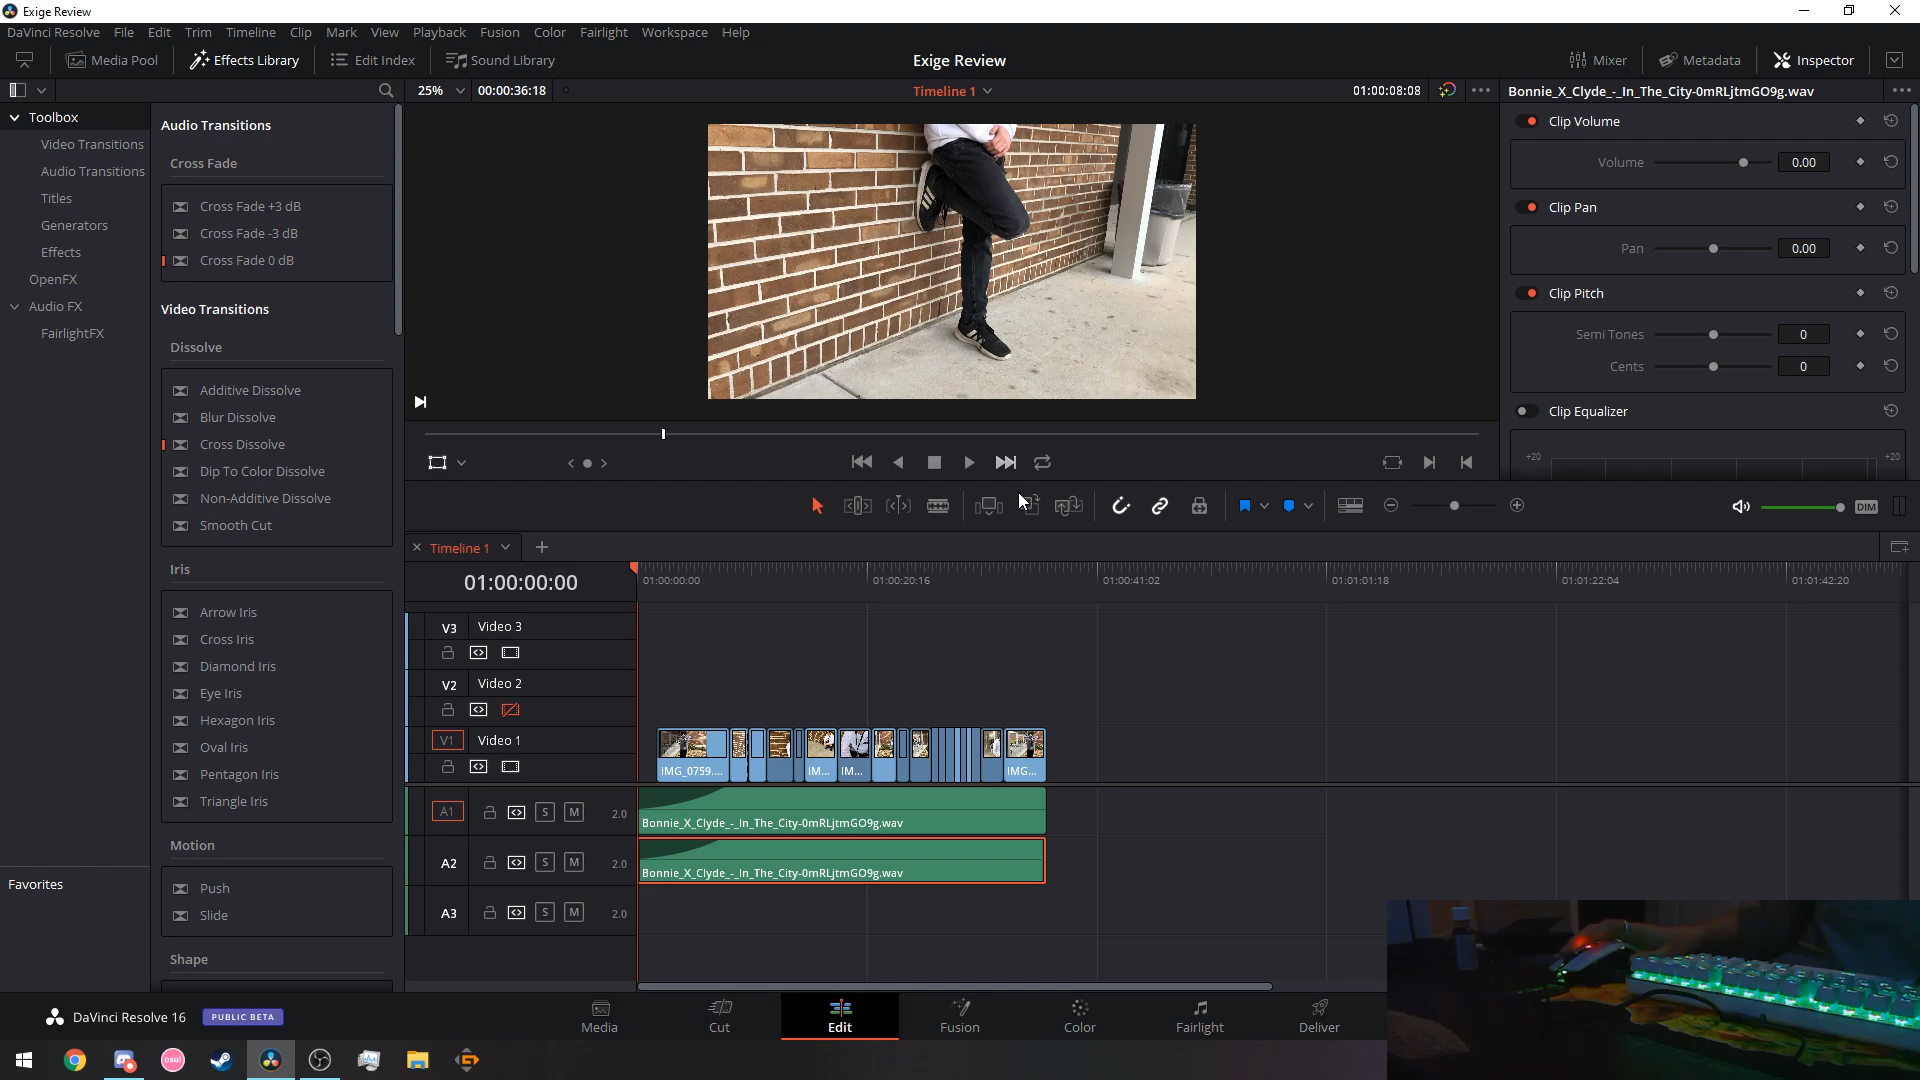 Exige Review
DaVinci Resolve File Edit Trim Timeline Clip Mark View Playback Fusion Color Fairlight Workspace Help
Media Pool Effects Library Edit Index Sound Library Exige Review Mixer Metadata Inspector
25% 00:00:36:18 Timeline 1 01:00:08:08 Bonnie_X_Clyde_-_In_The_City-0mRLjtmGO9g.wav
Toolbox
Video Transitions
Audio Transitions
Titles
Generators
Effects
OpenFX
Audio FX
FairlightFX
Favorites
Audio Transitions
Cross Fade
Cross Fade +3 dB
Cross Fade -3 dB
Cross Fade 0 dB
Video Transitions
Dissolve
Additive Dissolve
Blur Dissolve
Cross Dissolve
Dip To Color Dissolve
Non-Additive Dissolve
Smooth Cut
Iris
Arrow Iris
Cross Iris
Diamond Iris
Eye Iris
Hexagon Iris
Oval Iris
Pentagon Iris
Triangle Iris
Motion
Push
Slide
Shape
Clip Volume
Volume 0.00
Clip Pan
Pan 0.00
Clip Pitch
Semi Tones 0
Cents 0
Clip Equalizer
+20 +20
DIM
Timeline 1
01:00:00:00
01:00:00:00 01:00:20:16 01:00:41:02 01:01:01:18 01:01:22:04 01:01:42:20
V3 Video 3
V2 Video 2
V1 Video 1
IMG_0759.... IM... IM... IMG...
A1 S M 2.0
Bonnie_X_Clyde_-_In_The_City-0mRLjtmGO9g.wav
A2 S M 2.0
Bonnie_X_Clyde_-_In_The_City-0mRLjtmGO9g.wav
A3 S M 2.0
DaVinci Resolve 16 PUBLIC BETA
Media Cut Edit Fusion Color Fairlight Deliver
osu!